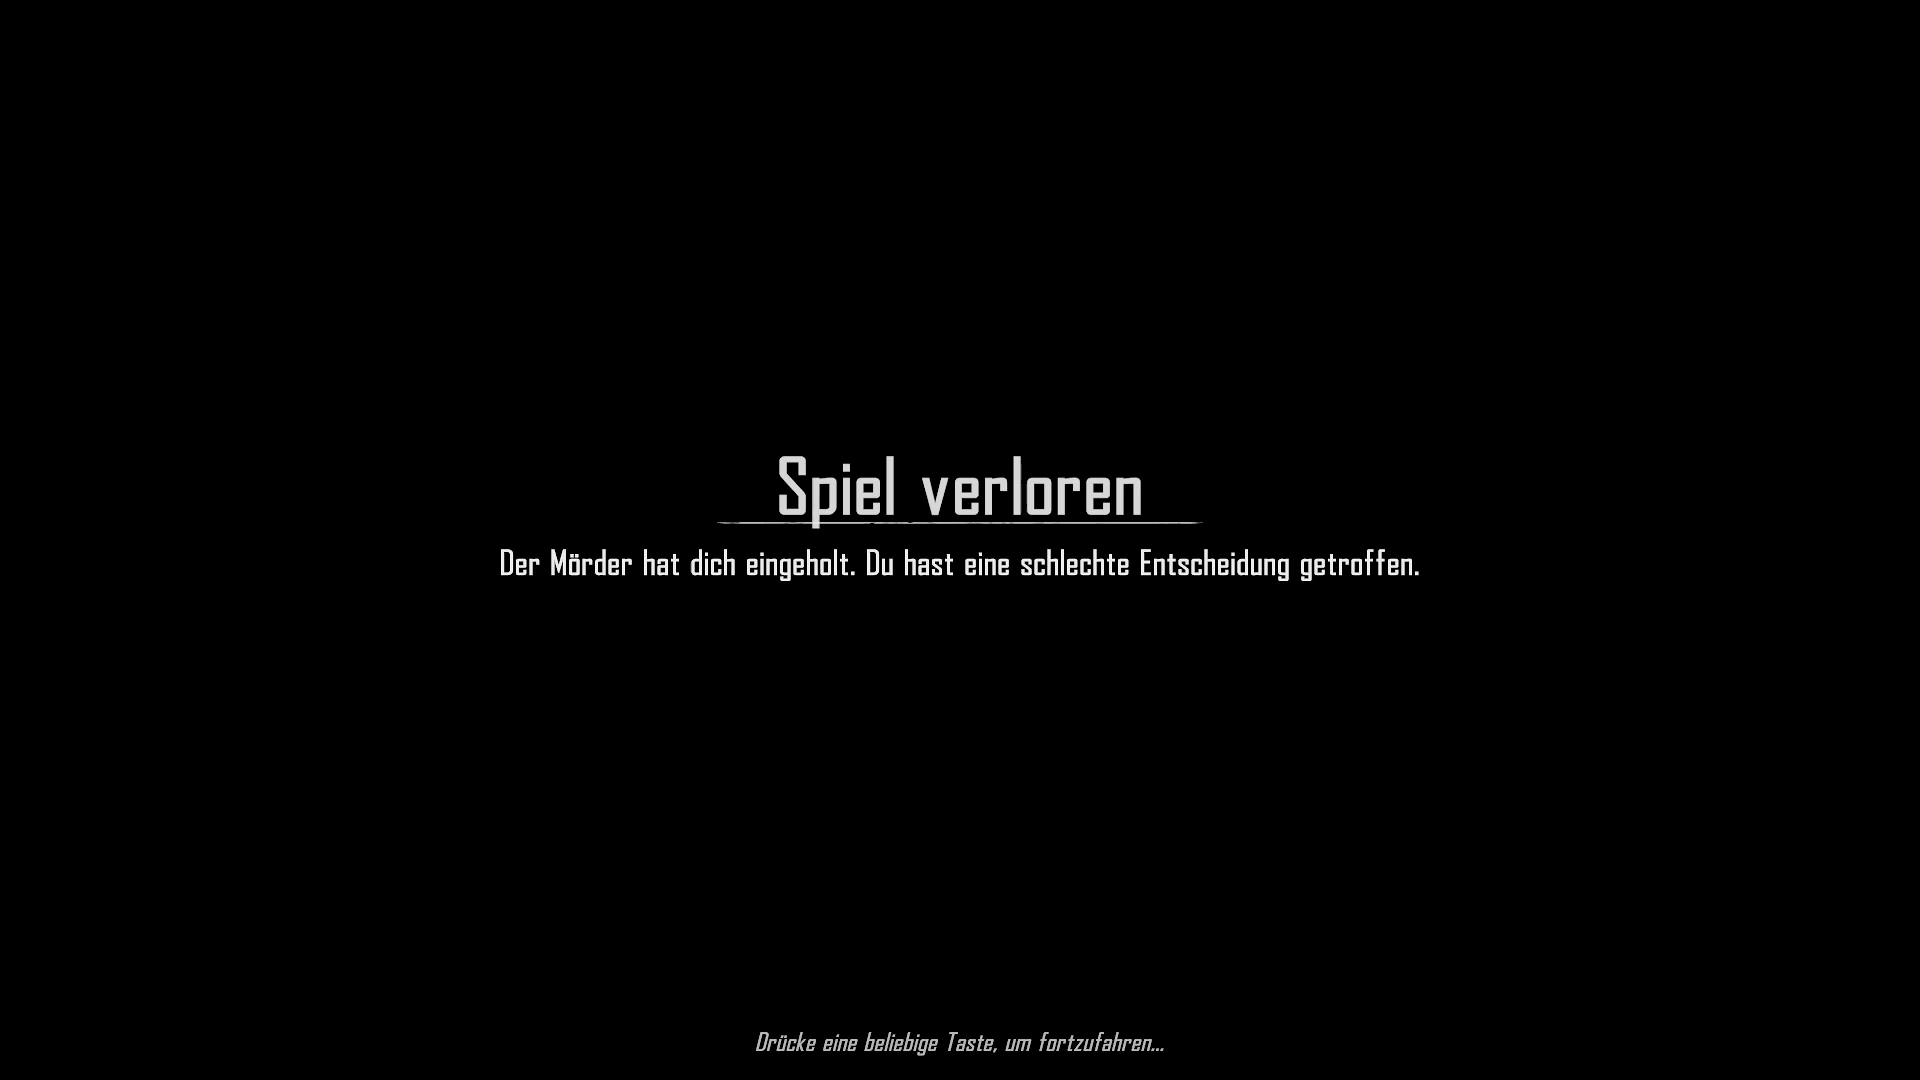 Spiel verloren
Der Mörder hat dich eingeholt. Du hast eine schlechte Entscheidung getroffen.
Drücke eine beliebige Taste, um fortzufahren...